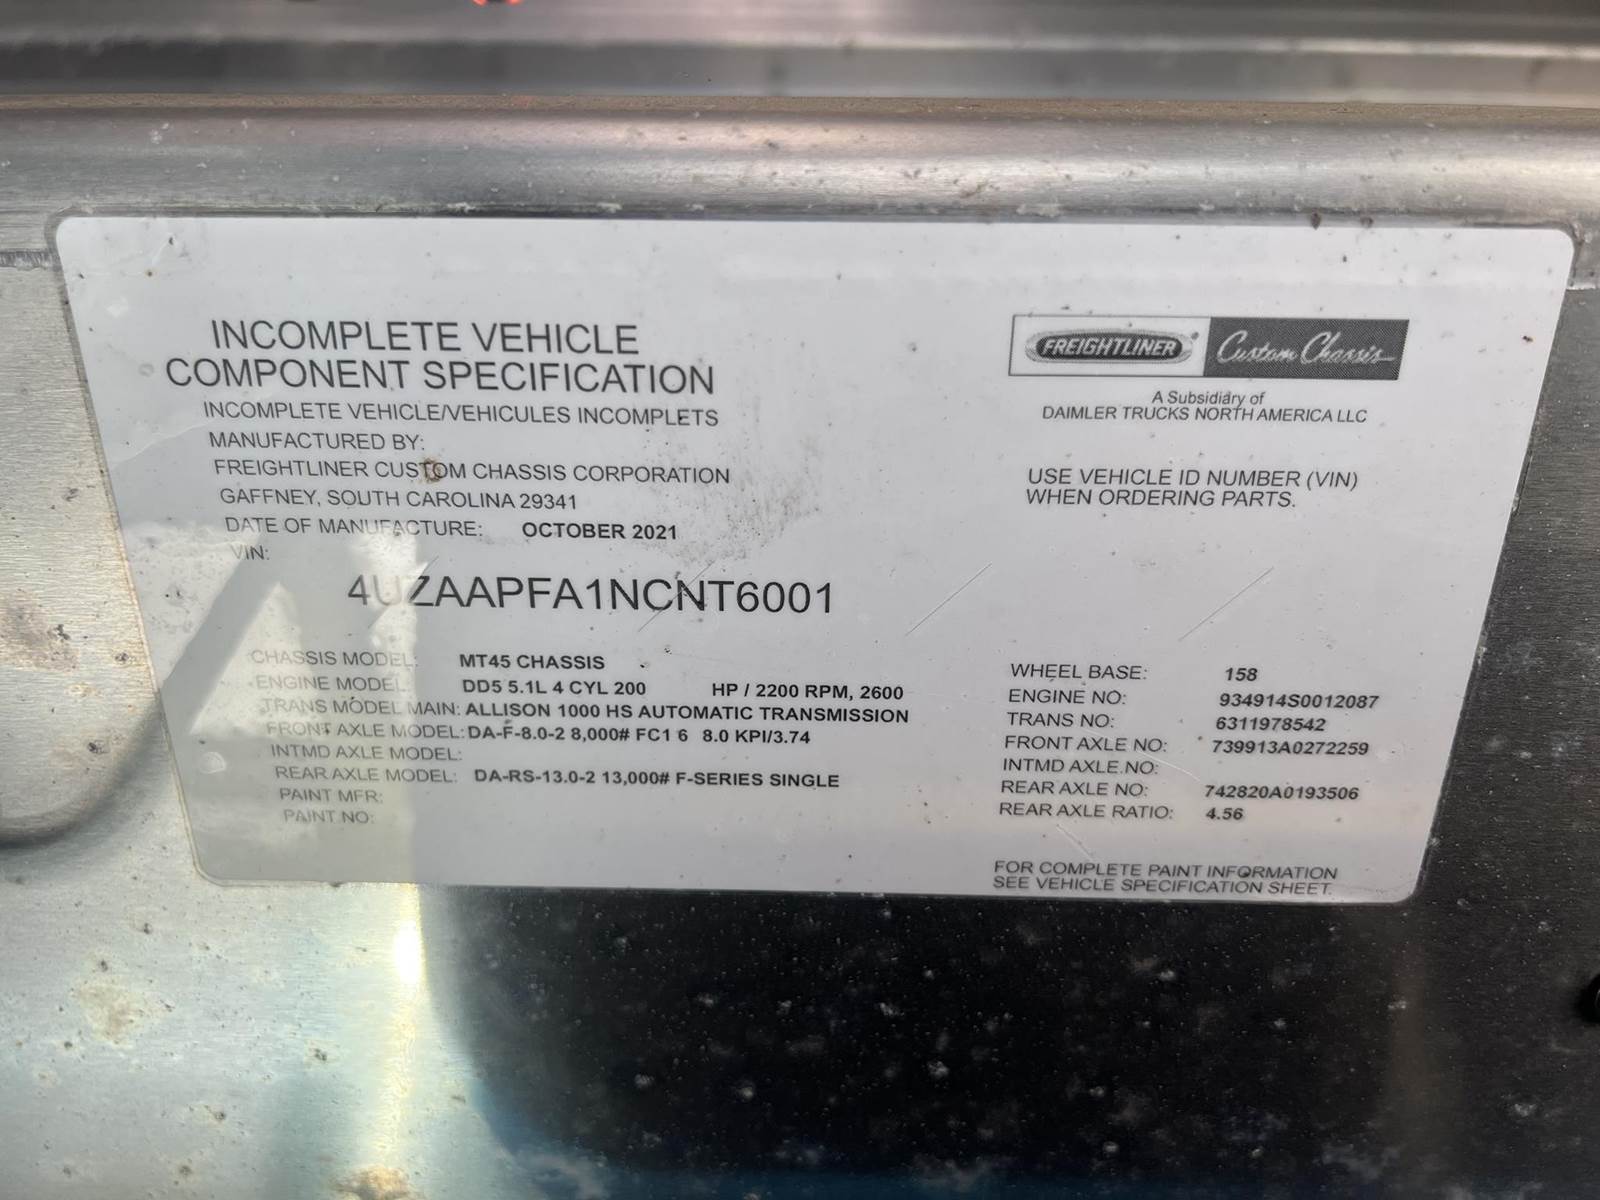 INCOMPLETE VEHICLE
COMPONENT SPECIFICATION
INCOMPLETE VEHICLE/VEHICULES INCOMPLETS
MANUFACTURED BY:
FREIGHTLINER CUSTOM CHASSIS CORPORATION
GAFFNEY, SOUTH CAROLINA 29341
DATE OF MANUFACTURE: OCTOBER 2021
VIN:
4UZAAPFA1NCNT6001
CHASSIS MODEL: MT45 CHASSIS
ENGINE MODEL: DD5 5.1L 4 CYL 200 HP / 2200 RPM, 2600
TRANS MODEL MAIN: ALLISON 1000 HS AUTOMATIC TRANSMISSION
FRONT AXLE MODEL: DA-F-8.0-2 8,000# FC1 6 8.0 KPI/3.74
INTMD AXLE MODEL:
REAR AXLE MODEL: DA-RS-13.0-2 13,000# F-SERIES SINGLE
PAINT MFR:
PAINT NO:
FREIGHTLINER Custom Chassis
A Subsidiary of
DAIMLER TRUCKS NORTH AMERICA LLC
USE VEHICLE ID NUMBER (VIN)
WHEN ORDERING PARTS.
WHEEL BASE: 158
ENGINE NO: 934914S0012087
TRANS NO: 6311978542
FRONT AXLE NO: 739913A0272259
INTMD AXLE.NO:
REAR AXLE NO: 742820A0193506
REAR AXLE RATIO: 4.56
FOR COMPLETE PAINT INFORMATION
SEE VEHICLE SPECIFICATION SHEET.